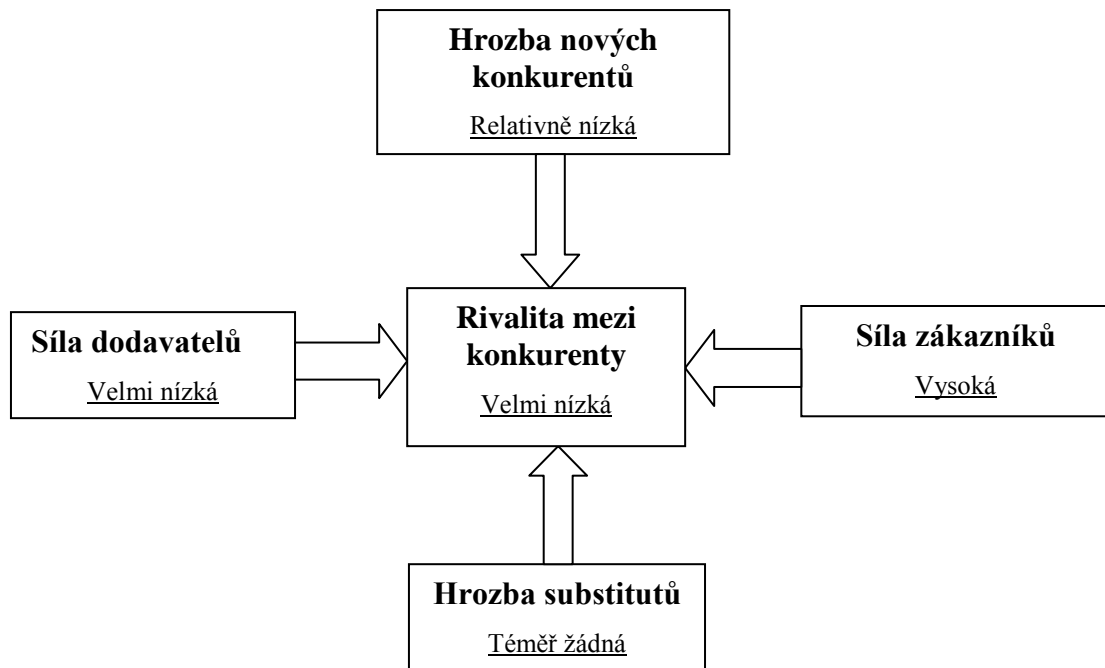 Hrozba nových
konkurentů
Relativně nízká
Síla dodavatelů
Velmi nízká
Rivalita mezi
konkurenty
Velmi nízká
Síla zákazníků
Vysoká
Hrozba substitutů
Téměř žádná